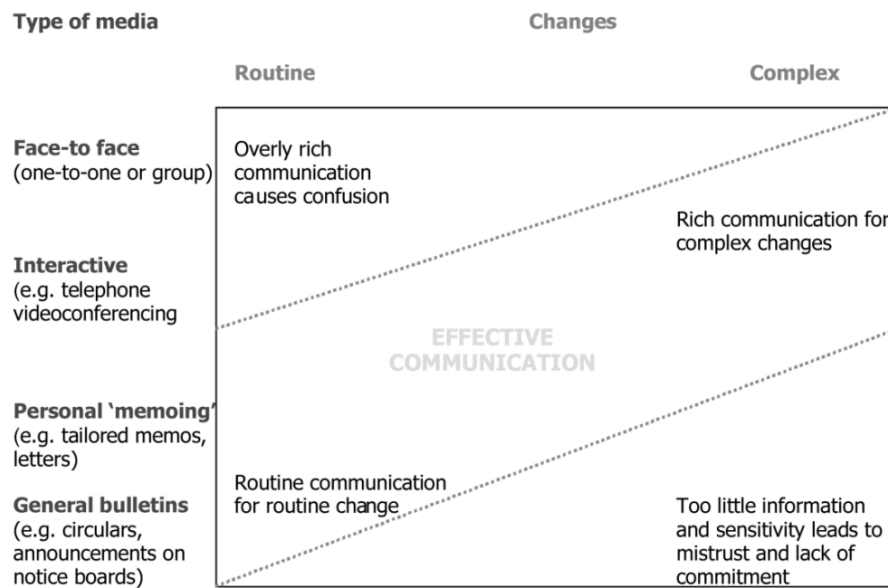 Type of media
Changes
Routine
Complex
Face-to face
(one-to-one or group)
Overly rich
communication
causes confusion
Rich communication for
complex changes
Interactive
(e.g. telephone
videoconferencing
EFFECTIVE
COMMUNICATION
Personal ‘memoing’
(e.g. tailored memos,
letters)
Routine communication
for routine change
General bulletins
(e.g. circulars,
announcements on
notice boards)
Too little information
and sensitivity leads to
mistrust and lack of
commitment